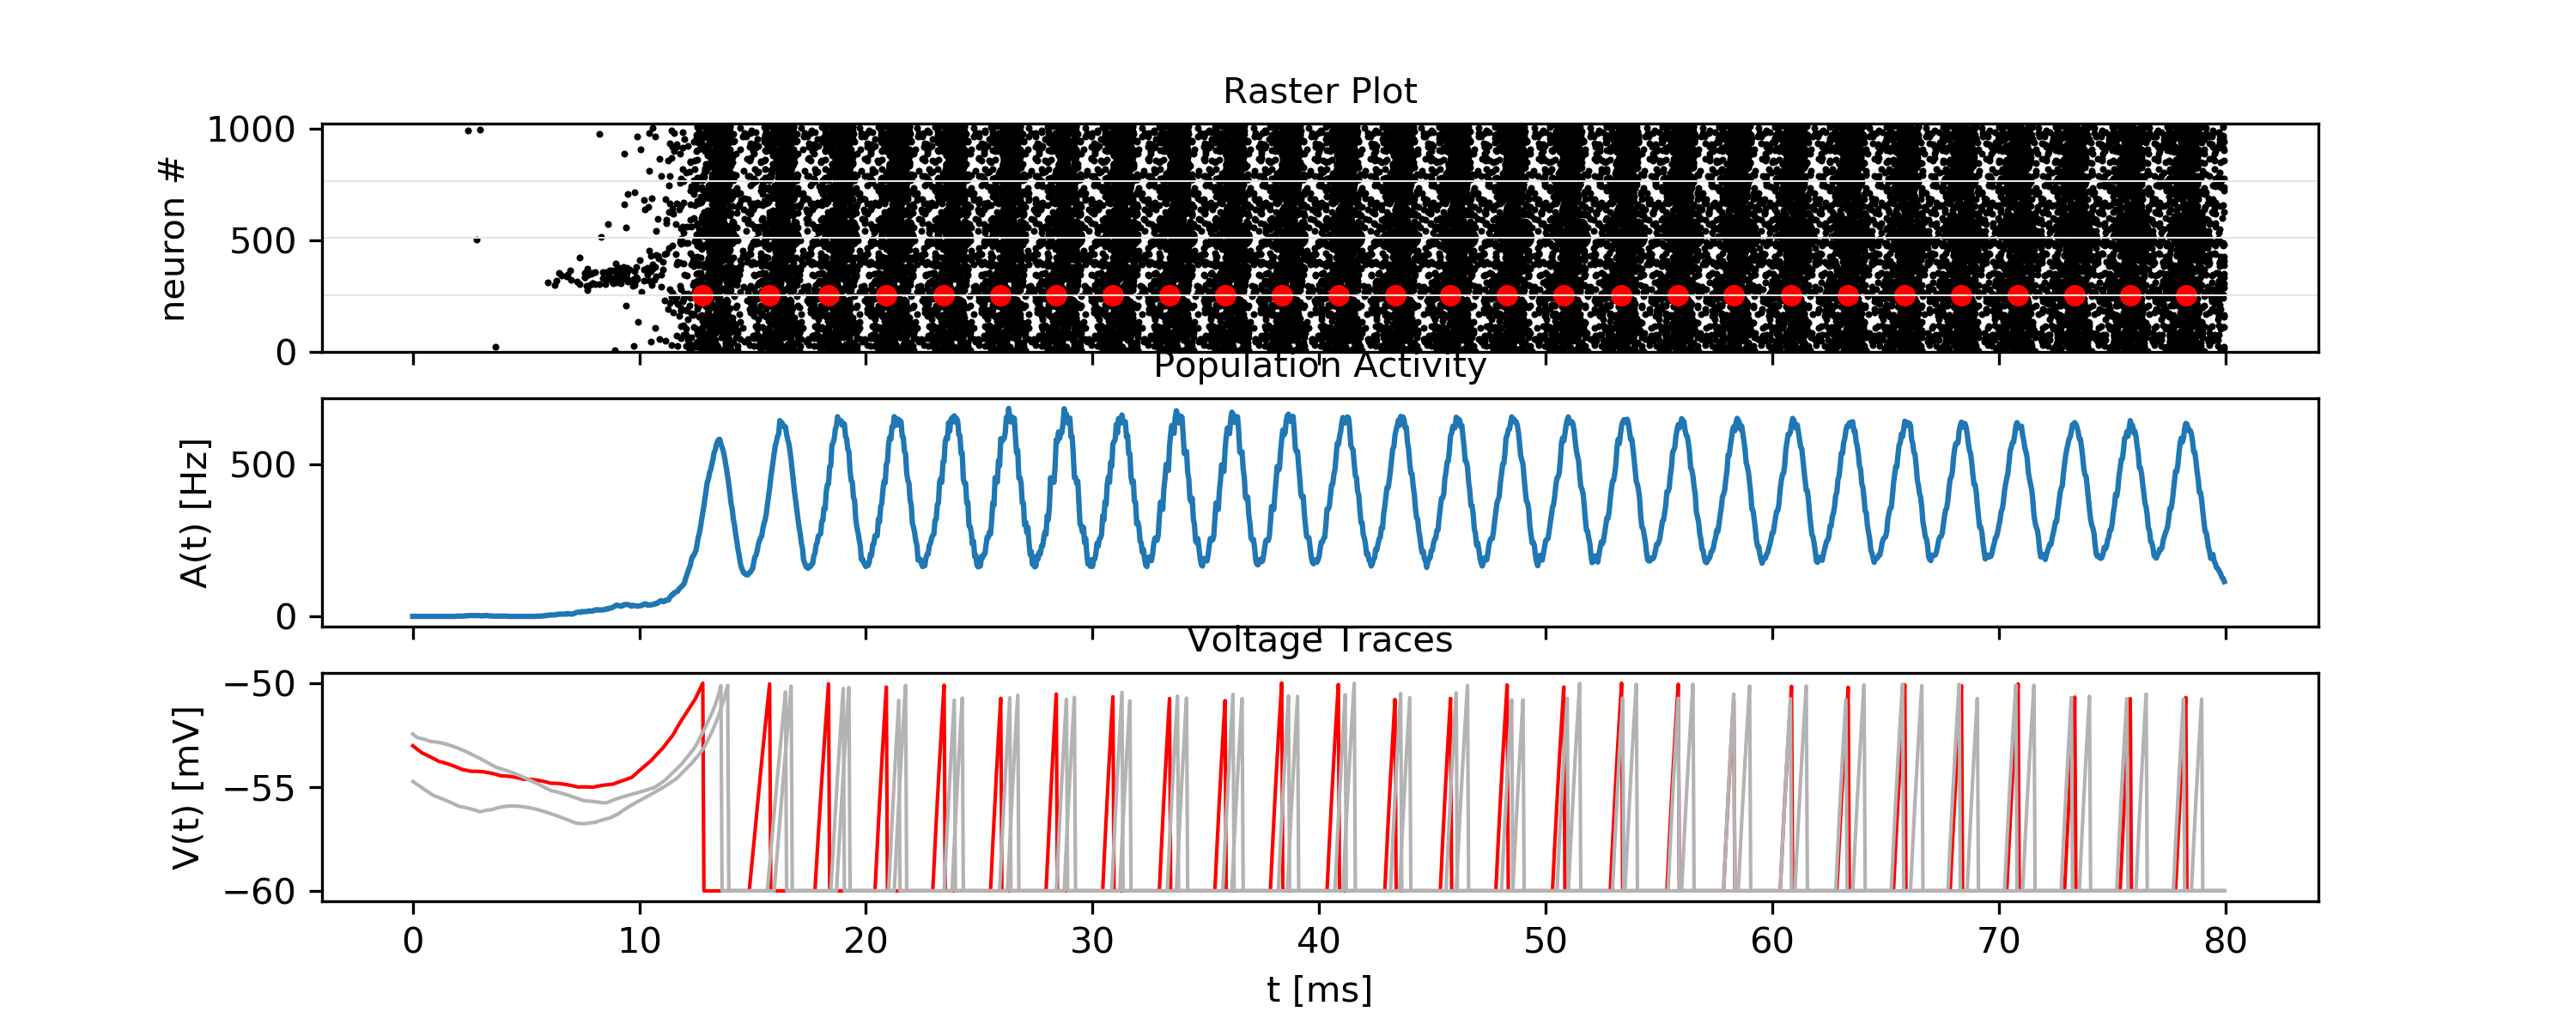 Raster Plot
1000
500
0
neuron #
Population Activity
500
0
A(t) [Hz]
Voltage Traces
−50
−55
−60
V(t) [mV]
0 10 20 30 40 50 60 70 80
t [ms]